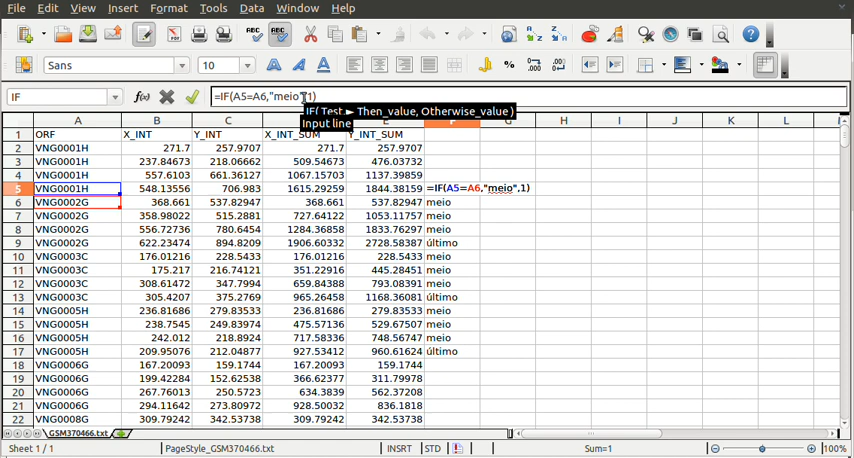 File Edit View Insert Format Tools Data Window Help
Sans 10
IF =IF(A5=A6,"meio",1)
IF( Test ► Then_value, Otherwise_value )
Input line
A B C D E F G H I J K L M
1 ORF X_INT Y_INT X_INT_SUM Y_INT_SUM
2 VNG0001H 271.7 257.9707 271.7 257.9707
3 VNG0001H 237.84673 218.06662 509.54673 476.03732
4 VNG0001H 557.6103 661.36127 1067.15703 1137.39859
5 VNG0001H 548.13556 706.983 1615.29259 1844.38159 =IF(A5=A6,"meio",1)
6 VNG0002G 368.661 537.82947 368.661 537.82947 meio
7 VNG0002G 358.98022 515.2881 727.64122 1053.11757 meio
8 VNG0002G 556.72736 780.6454 1284.36858 1833.76297 meio
9 VNG0002G 622.23474 894.8209 1906.60332 2728.58387 último
10 VNG0003C 176.01216 228.5433 176.01216 228.5433 meio
11 VNG0003C 175.217 216.74121 351.22916 445.28451 meio
12 VNG0003C 308.61472 347.7994 659.84388 793.08391 meio
13 VNG0003C 305.4207 375.2769 965.26458 1168.36081 último
14 VNG0005H 236.81686 279.83533 236.81686 279.83533 meio
15 VNG0005H 238.7545 249.83974 475.57136 529.67507 meio
16 VNG0005H 242.012 218.8924 717.58336 748.56747 meio
17 VNG0005H 209.95076 212.04877 927.53412 960.61624 último
18 VNG0006G 167.20093 159.1744 167.20093 159.1744
19 VNG0006G 199.42284 152.62538 366.62377 311.79978
20 VNG0006G 267.76013 250.5723 634.3839 562.37208
21 VNG0006G 294.11642 273.80972 928.50032 836.1818
22 VNG0008G 309.79242 342.53738 309.79242 342.53738
GSM370466.txt
Sheet 1 / 1 PageStyle_GSM370466.txt INSRT STD Sum=1 100%